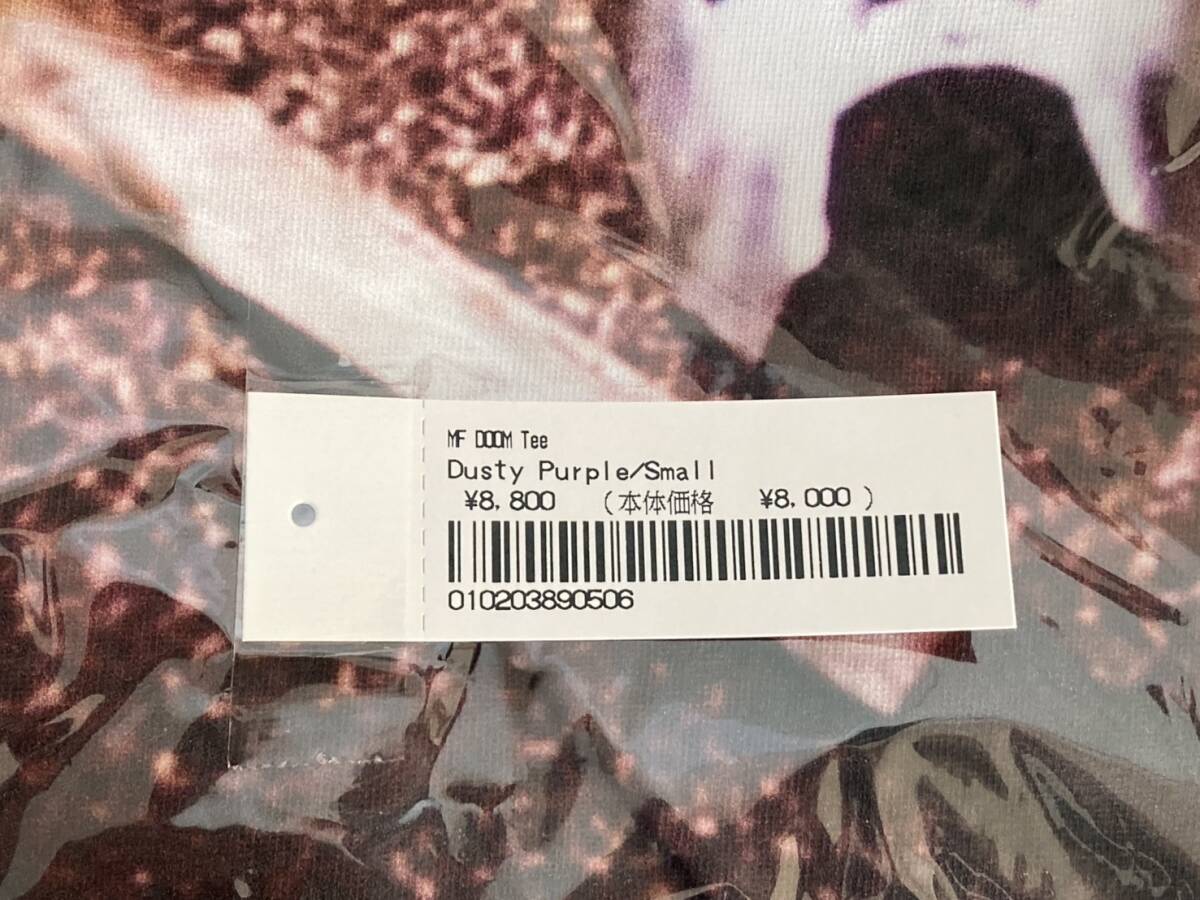 MF DOOM Tee
Dusty Purple/Small
¥8,800 (本体価格 ¥8,000 )
010203890506